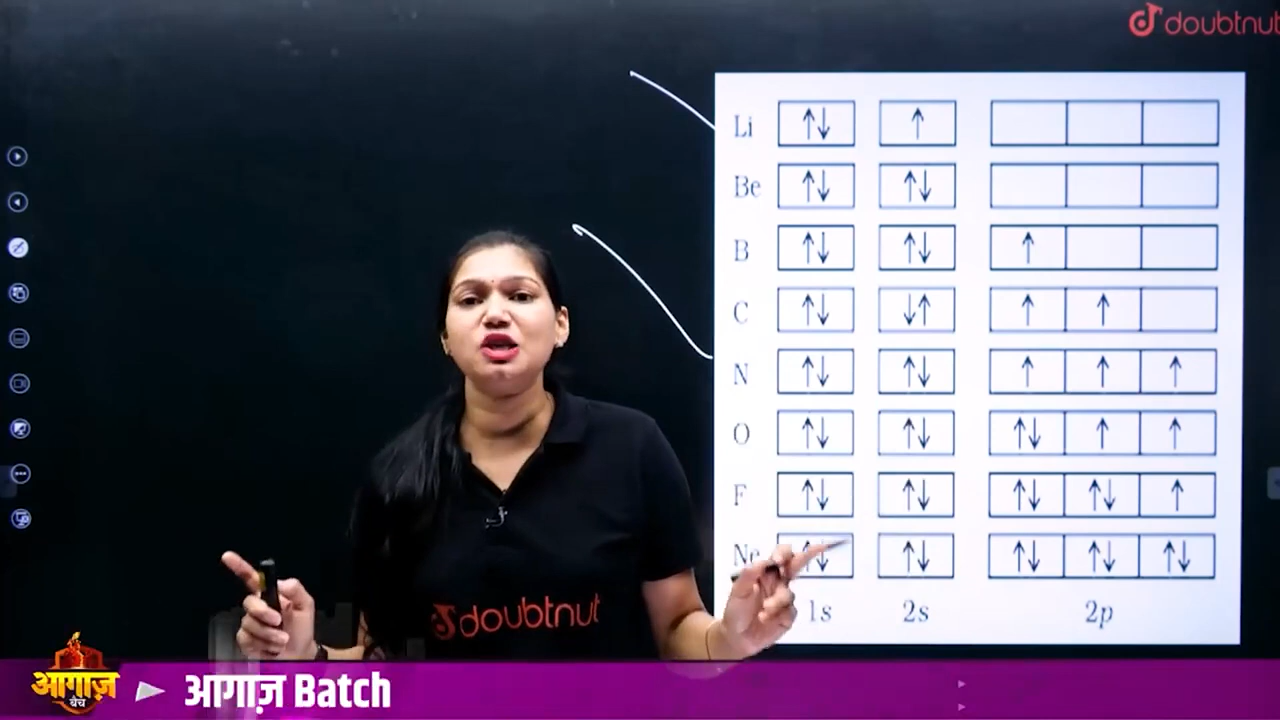 doubtnut
Li ↑↓ ↑
Be ↑↓ ↑↓
B ↑↓ ↑↓ ↑
C ↑↓ ↓↑ ↑ ↑
N ↑↓ ↑↓ ↑ ↑ ↑
O ↑↓ ↑↓ ↑↓ ↑ ↑
F ↑↓ ↑↓ ↑↓ ↑↓ ↑
Ne ↑↓ ↑↓ ↑↓ ↑↓ ↑↓
1s 2s 2p
doubtnut
आगाज़
बैच
आगाज़ Batch